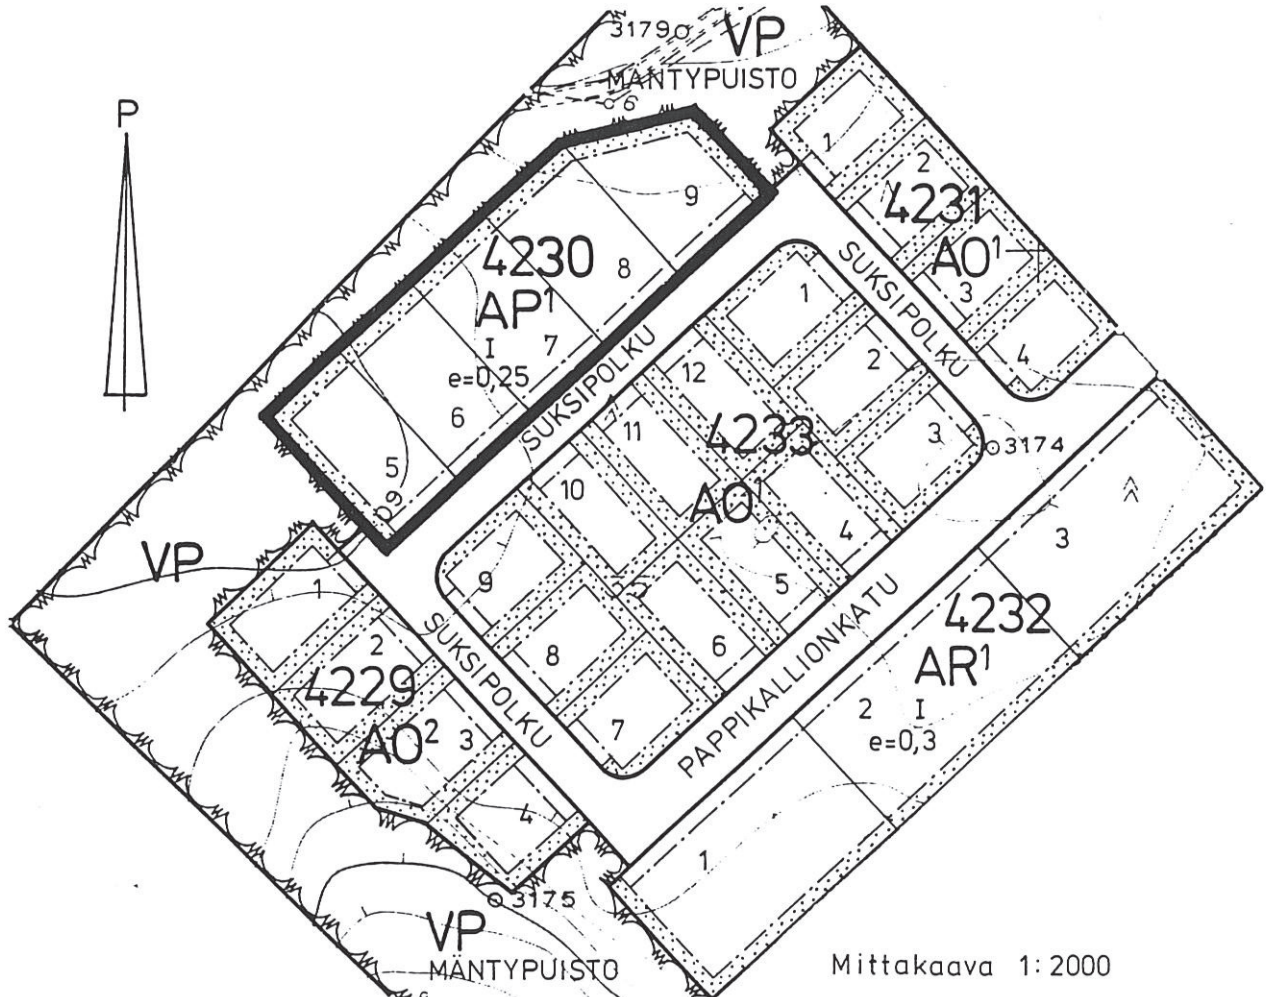 3179
VP
MÄNTYPUISTO
6
P
1
2
4231
AO¹
3
4
9
4230
AP¹
I
e=0,25
8
7
6
5
9
SUKSIPOLKU
SUKSIPOLKU
1
2
3
3174
12
11
10
4233
AO¹
4
5
6
7
8
9
VP
1
2
4229
AO²
3
4
SUKSIPOLKU
PAPPIKALLIONKATU
3
4232
AR¹
2
I
e=0,3
1
3175
VP
MÄNTYPUISTO
Mittakaava 1:2000